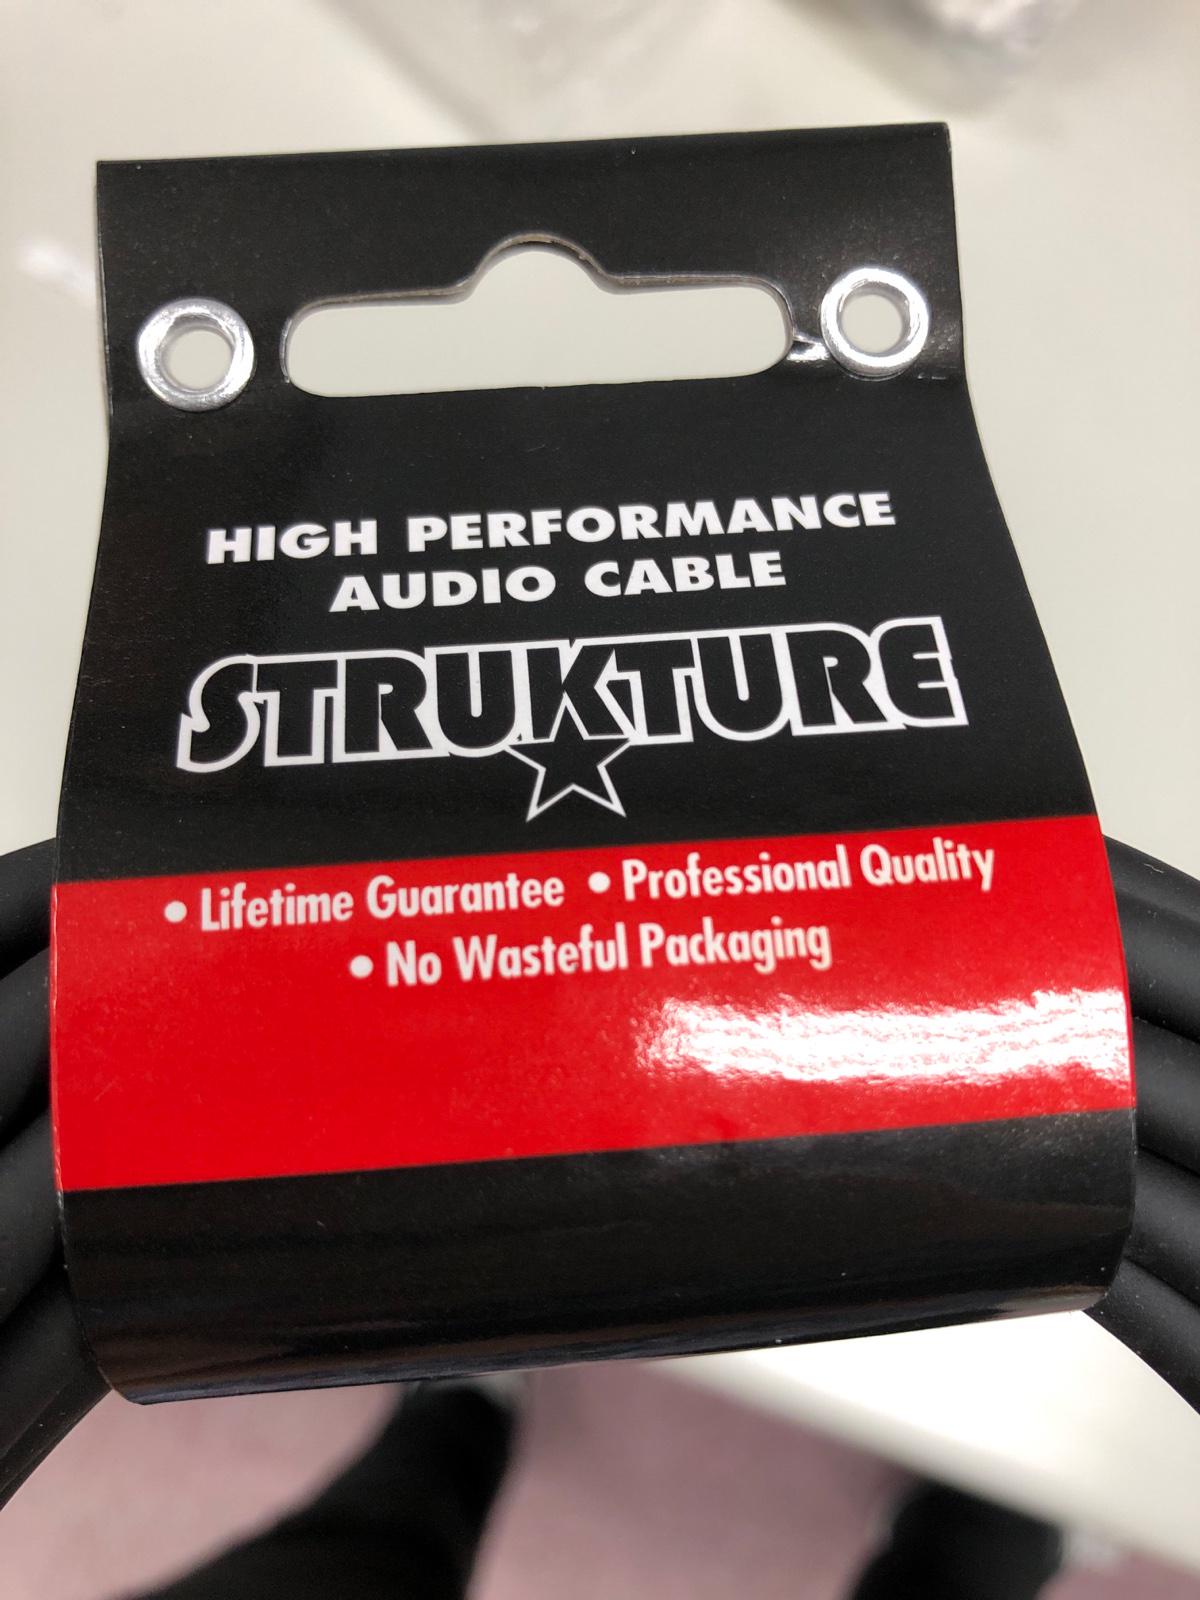 HIGH PERFORMANCE
AUDIO CABLE
STRUKTURE
• Lifetime Guarantee • Professional Quality
• No Wasteful Packaging